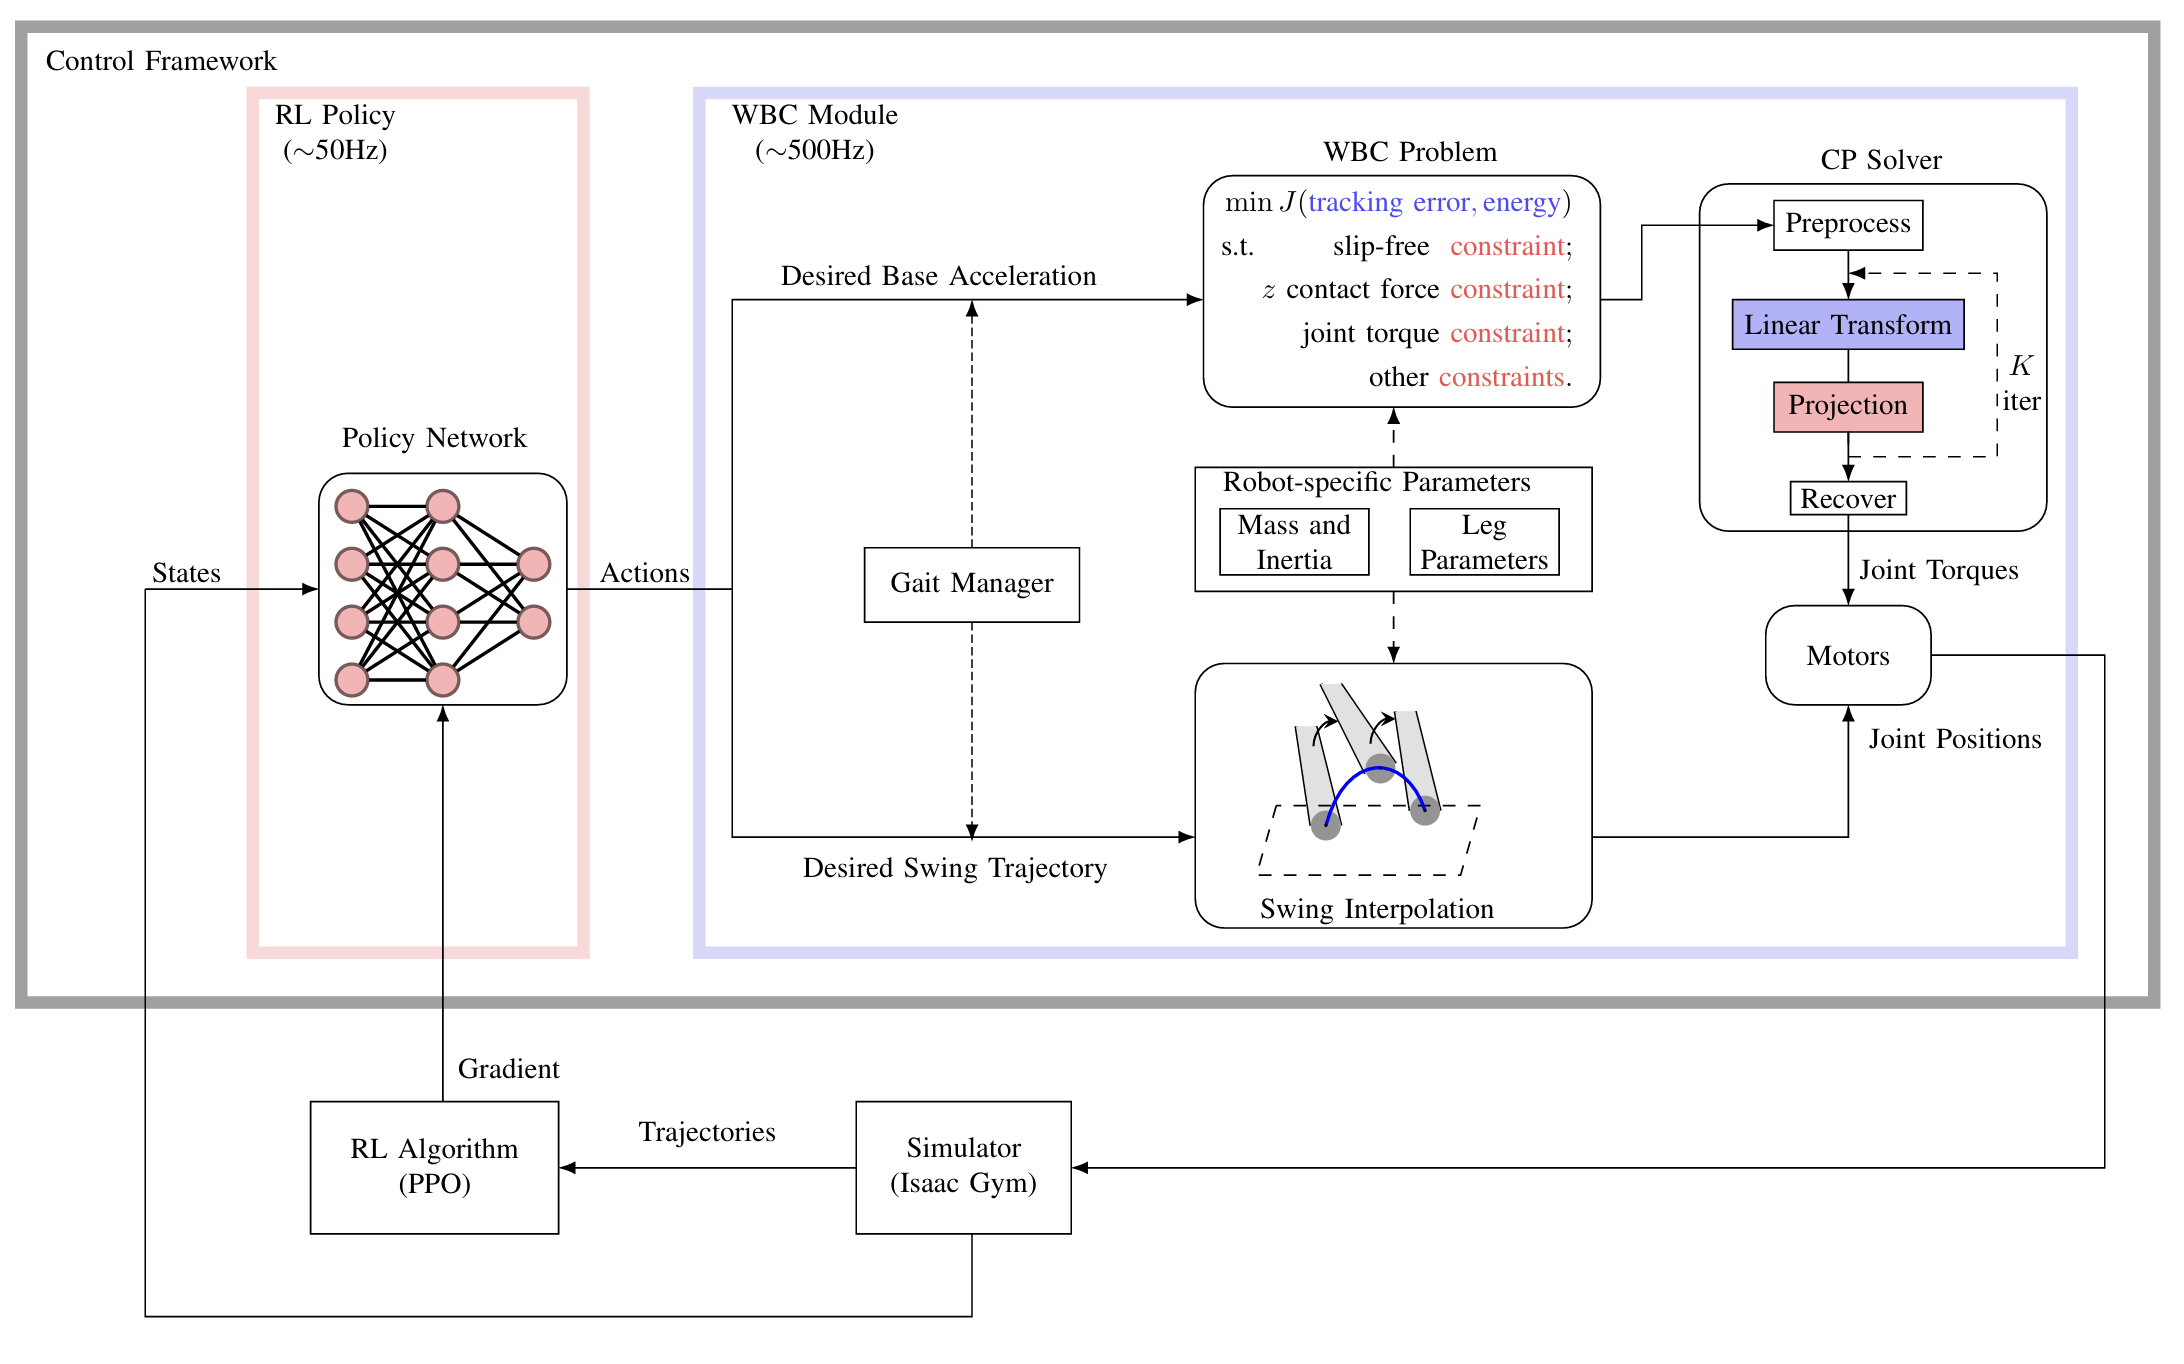 Control Framework
RL Policy
(∼50Hz)
WBC Module
(∼500Hz)
WBC Problem
min J(tracking error, energy)
s.t. slip-free constraint;
z contact force constraint;
joint torque constraint;
other constraints.
CP Solver
Preprocess
Linear Transform
Projection
K
iter
Recover
Desired Base Acceleration
Policy Network
States
Actions
Gait Manager
Robot-specific Parameters
Mass and
Inertia
Leg
Parameters
Joint Torques
Motors
Joint Positions
Desired Swing Trajectory
Swing Interpolation
Gradient
RL Algorithm
(PPO)
Trajectories
Simulator
(Isaac Gym)